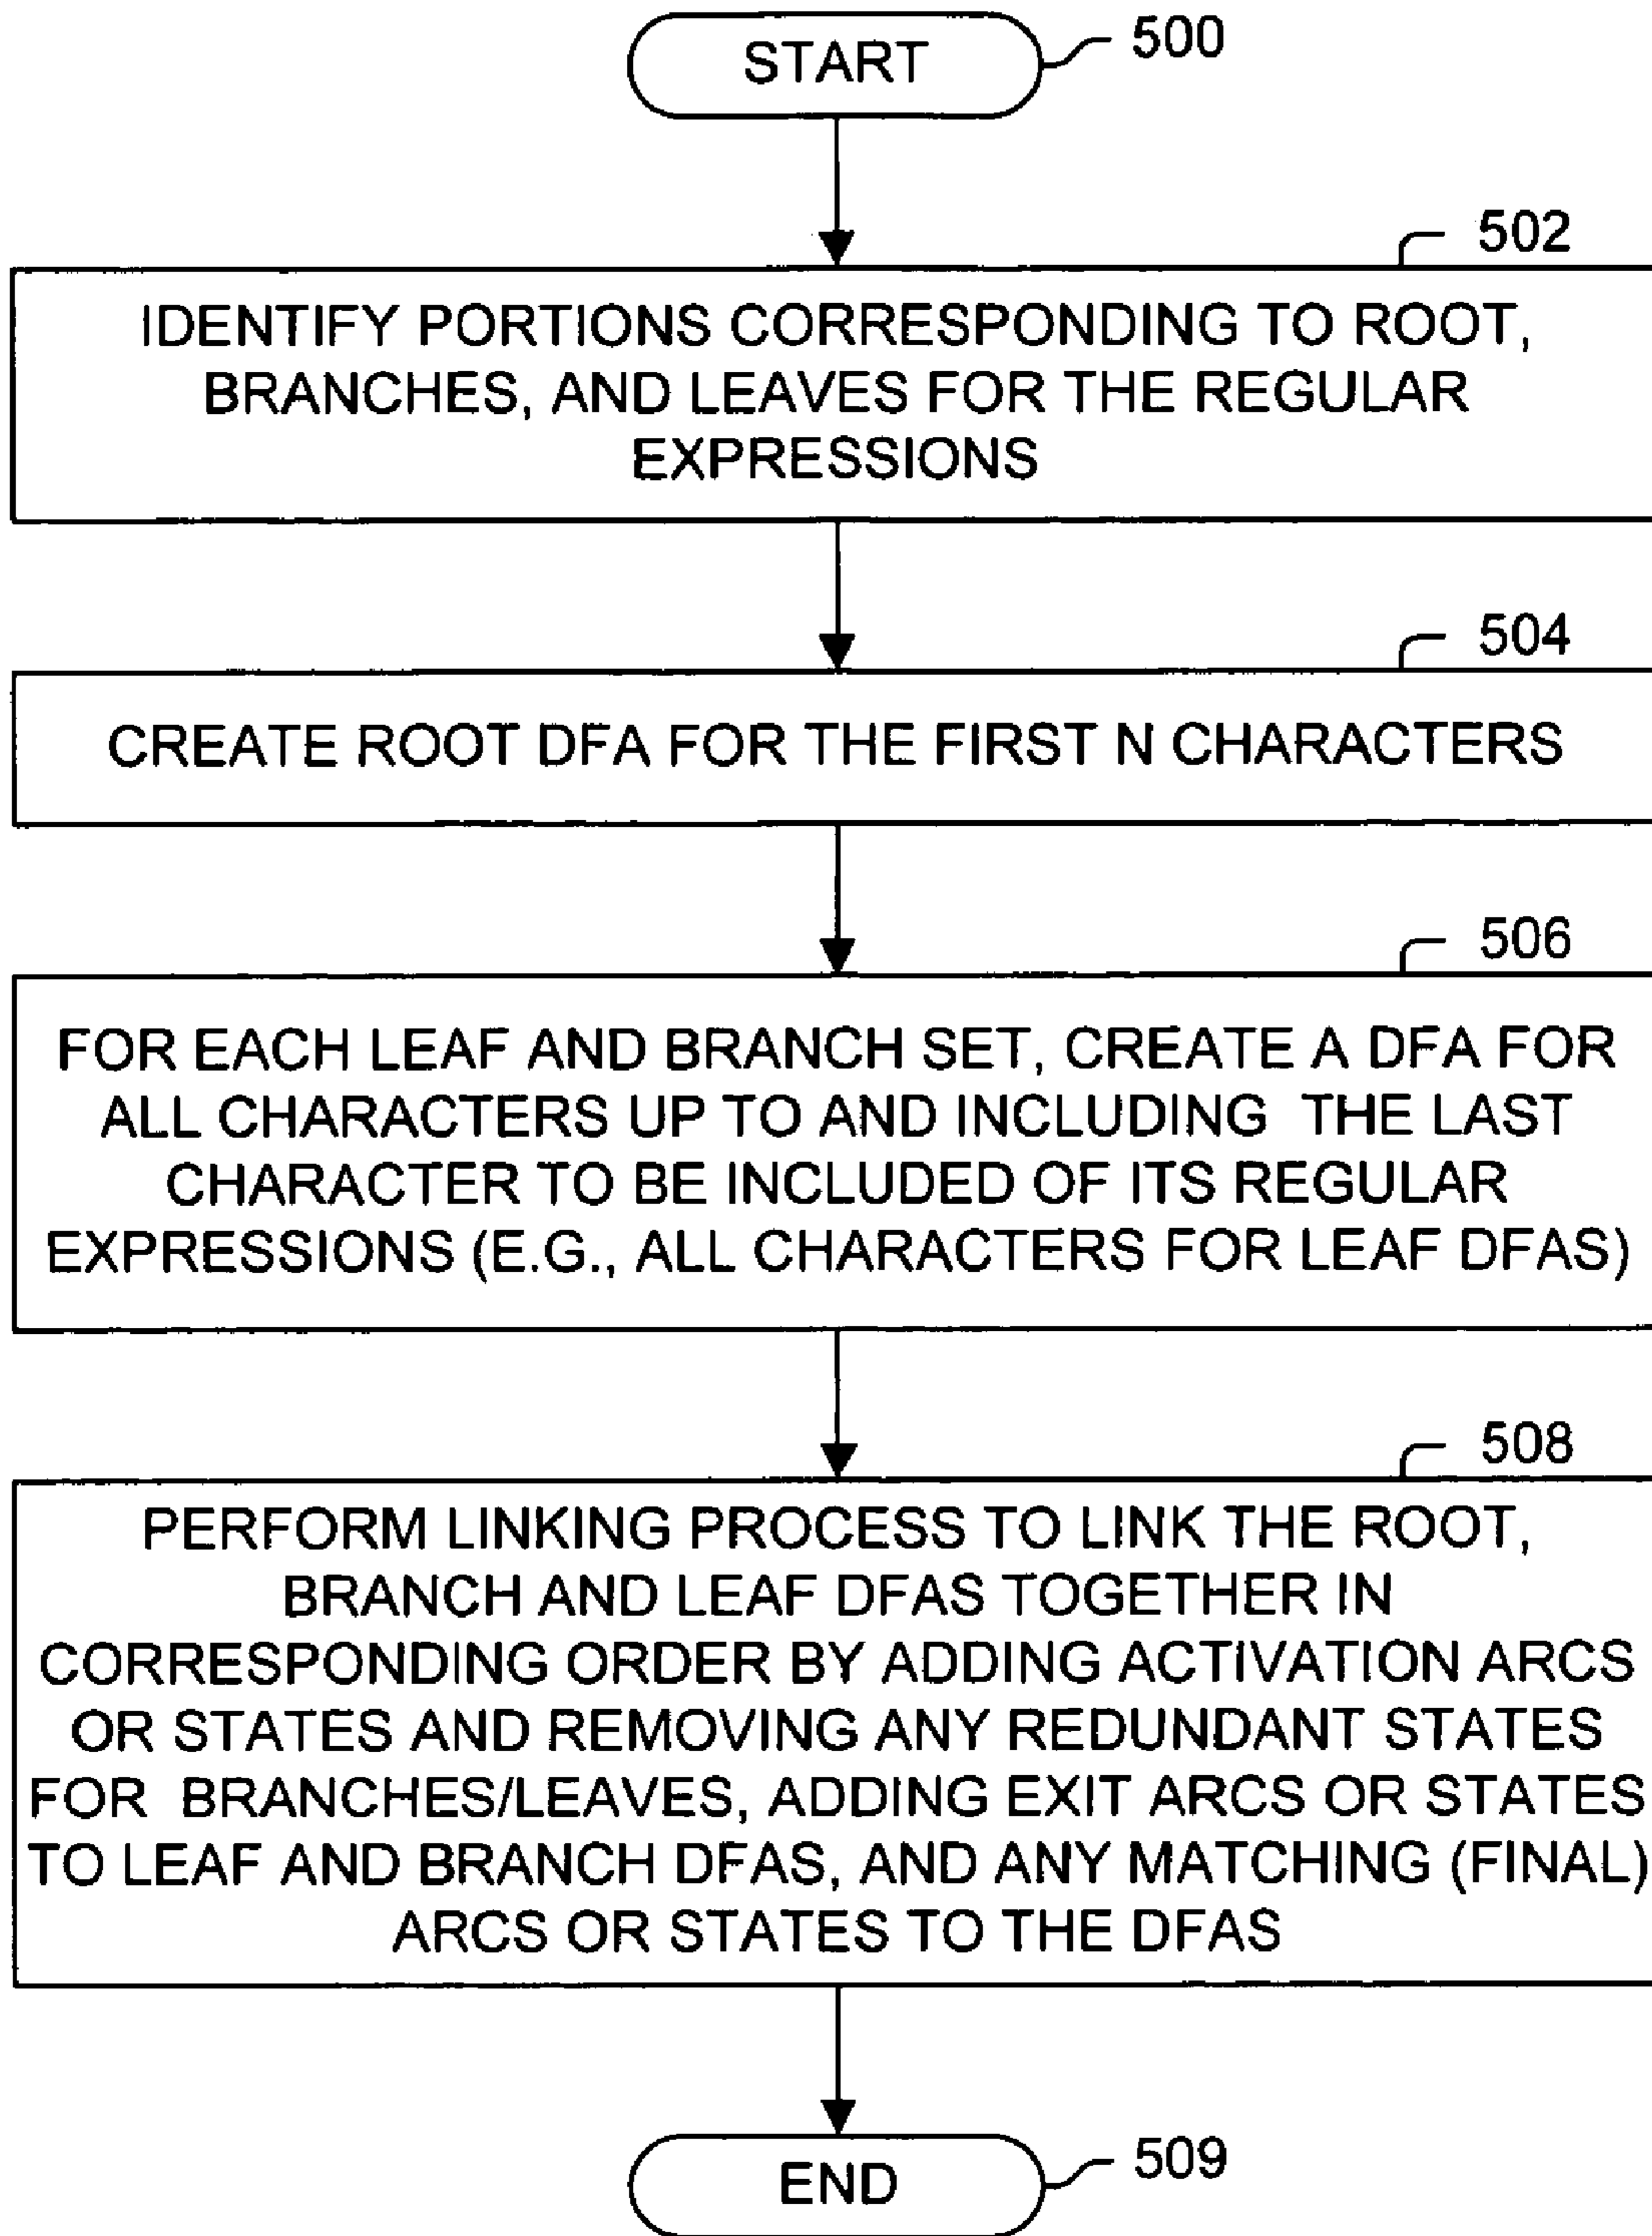 START
500
502
IDENTIFY PORTIONS CORRESPONDING TO ROOT,
BRANCHES, AND LEAVES FOR THE REGULAR
EXPRESSIONS
504
CREATE ROOT DFA FOR THE FIRST N CHARACTERS
506
FOR EACH LEAF AND BRANCH SET, CREATE A DFA FOR
ALL CHARACTERS UP TO AND INCLUDING THE LAST
CHARACTER TO BE INCLUDED OF ITS REGULAR
EXPRESSIONS (E.G., ALL CHARACTERS FOR LEAF DFAS)
508
PERFORM LINKING PROCESS TO LINK THE ROOT,
BRANCH AND LEAF DFAS TOGETHER IN
CORRESPONDING ORDER BY ADDING ACTIVATION ARCS
OR STATES AND REMOVING ANY REDUNDANT STATES
FOR BRANCHES/LEAVES, ADDING EXIT ARCS OR STATES
TO LEAF AND BRANCH DFAS, AND ANY MATCHING (FINAL)
ARCS OR STATES TO THE DFAS
END
509